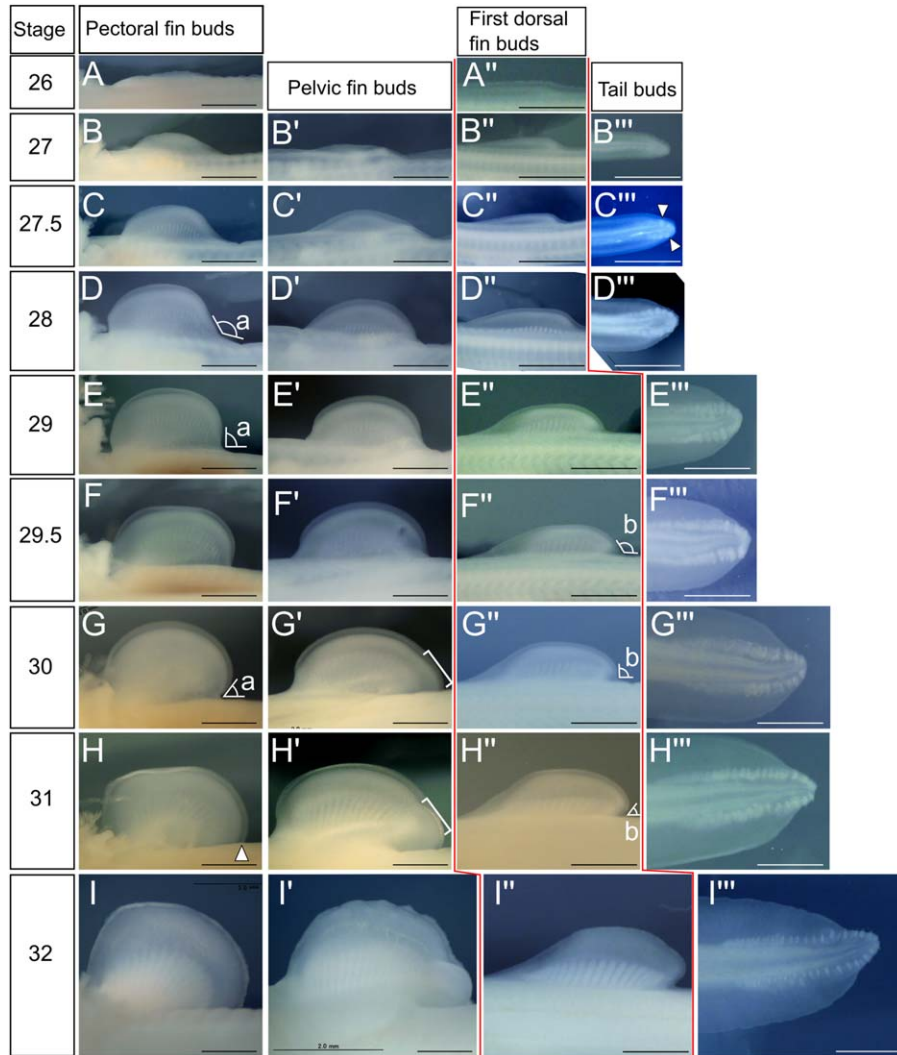 Stage
Pectoral fin buds
First dorsal
fin buds
26
A
A"
Pelvic fin buds
Tail buds
27
B
B'
B"
B'"
27.5
C
C'
C"
C'"
28
D
a
D'
D"
D'"
29
E
a
E'
E"
E'"
29.5
F
F'
F"
b
F'"
30
G
a
G'
G"
b
G'"
31
H
H'
H"
b
H'"
32
I
I'
2.0 mm
I"
I'"